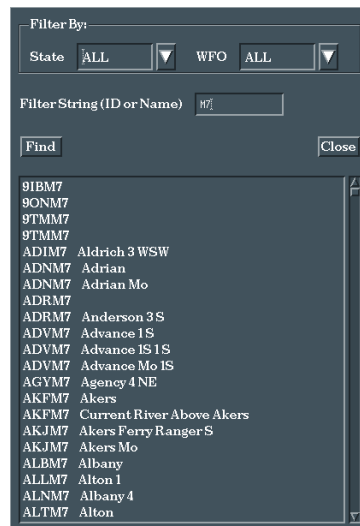 Filter By:
State ALL WFO ALL
Filter String (ID or Name) M7
Find Close
9IBM7
9ONM7
9TMM7
9TMM7
ADIM7 Aldrich 3 WSW
ADNM7 Adrian
ADNM7 Adrian Mo
ADRM7
ADRM7 Anderson 3 S
ADVM7 Advance 1 S
ADVM7 Advance 1S 1 S
ADVM7 Advance Mo 1S
AGYM7 Agency 4 NE
AKFM7 Akers
AKFM7 Current River Above Akers
AKJM7 Akers Ferry Ranger S
AKJM7 Akers Mo
ALBM7 Albany
ALLM7 Alton 1
ALNM7 Albany 4
ALTM7 Alton